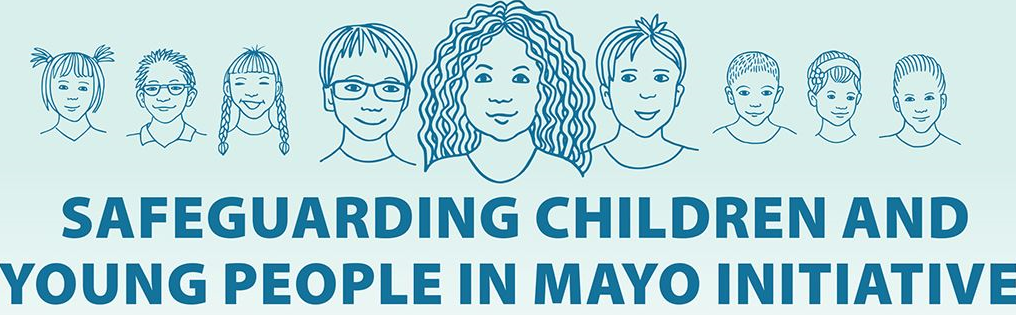 SAFEGUARDING CHILDREN AND
YOUNG PEOPLE IN MAYO INITIATIVE